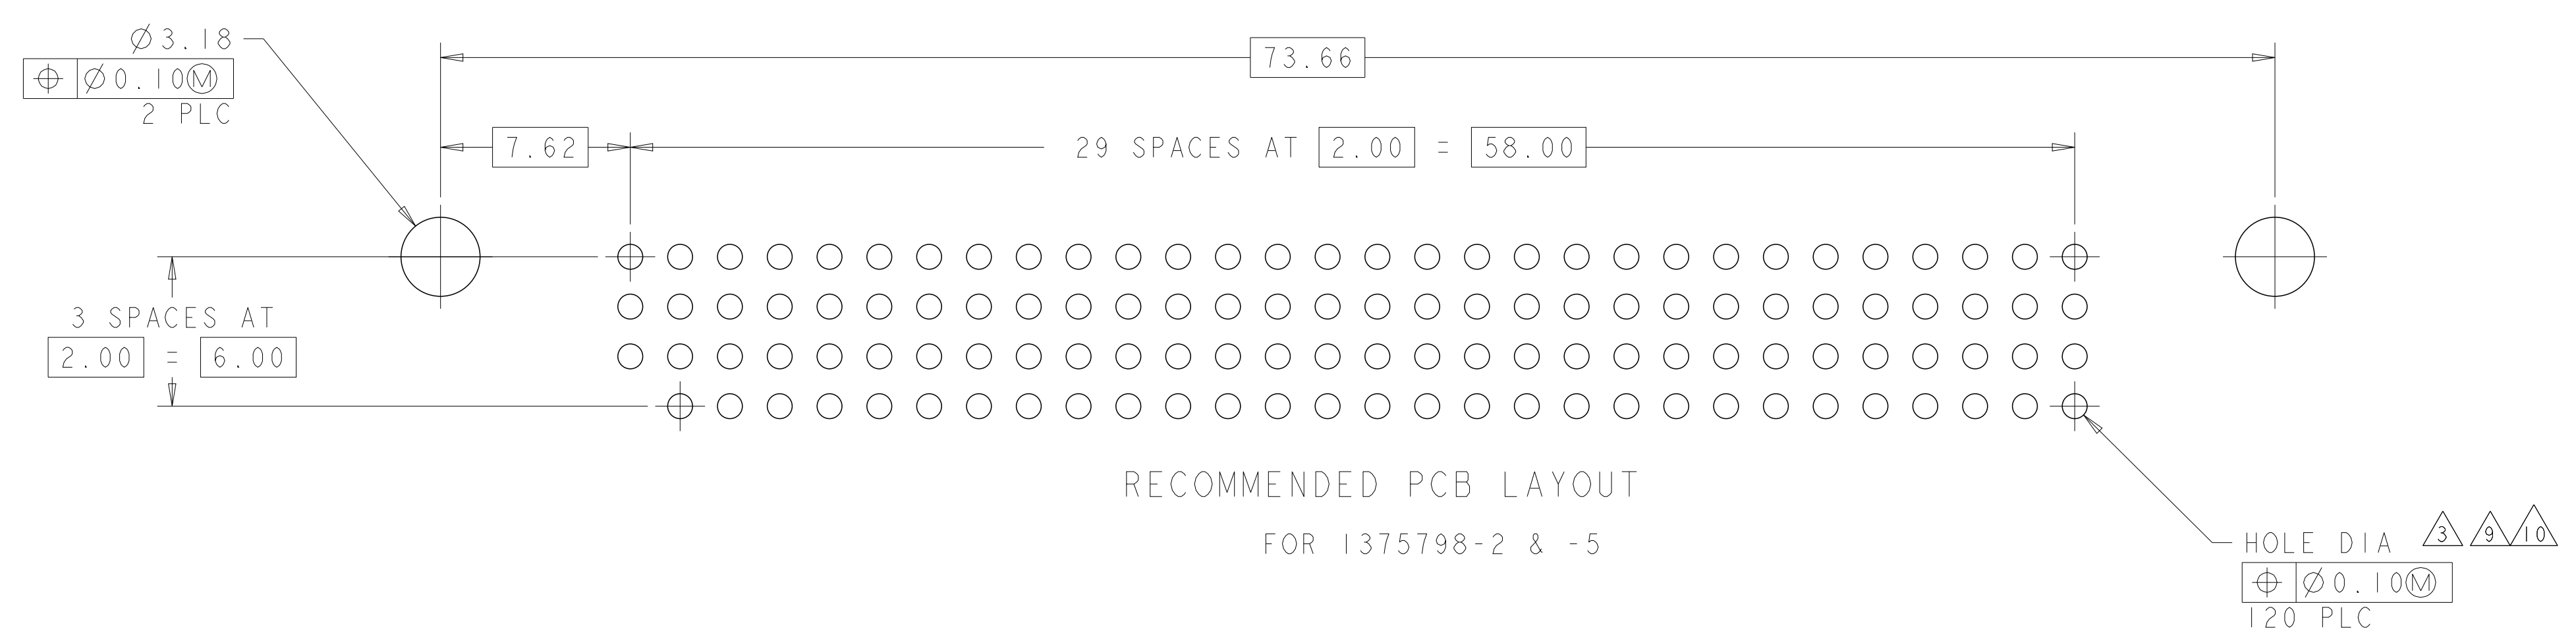 Ø3.18
⌖ Ø0.10Ⓜ
2 PLC
73.66
7.62
29 SPACES AT 2.00 = 58.00
3 SPACES AT
2.00 = 6.00
RECOMMENDED PCB LAYOUT
FOR 1375798-2 & -5
HOLE DIA 3 9 10
⌖ Ø0.10Ⓜ
120 PLC